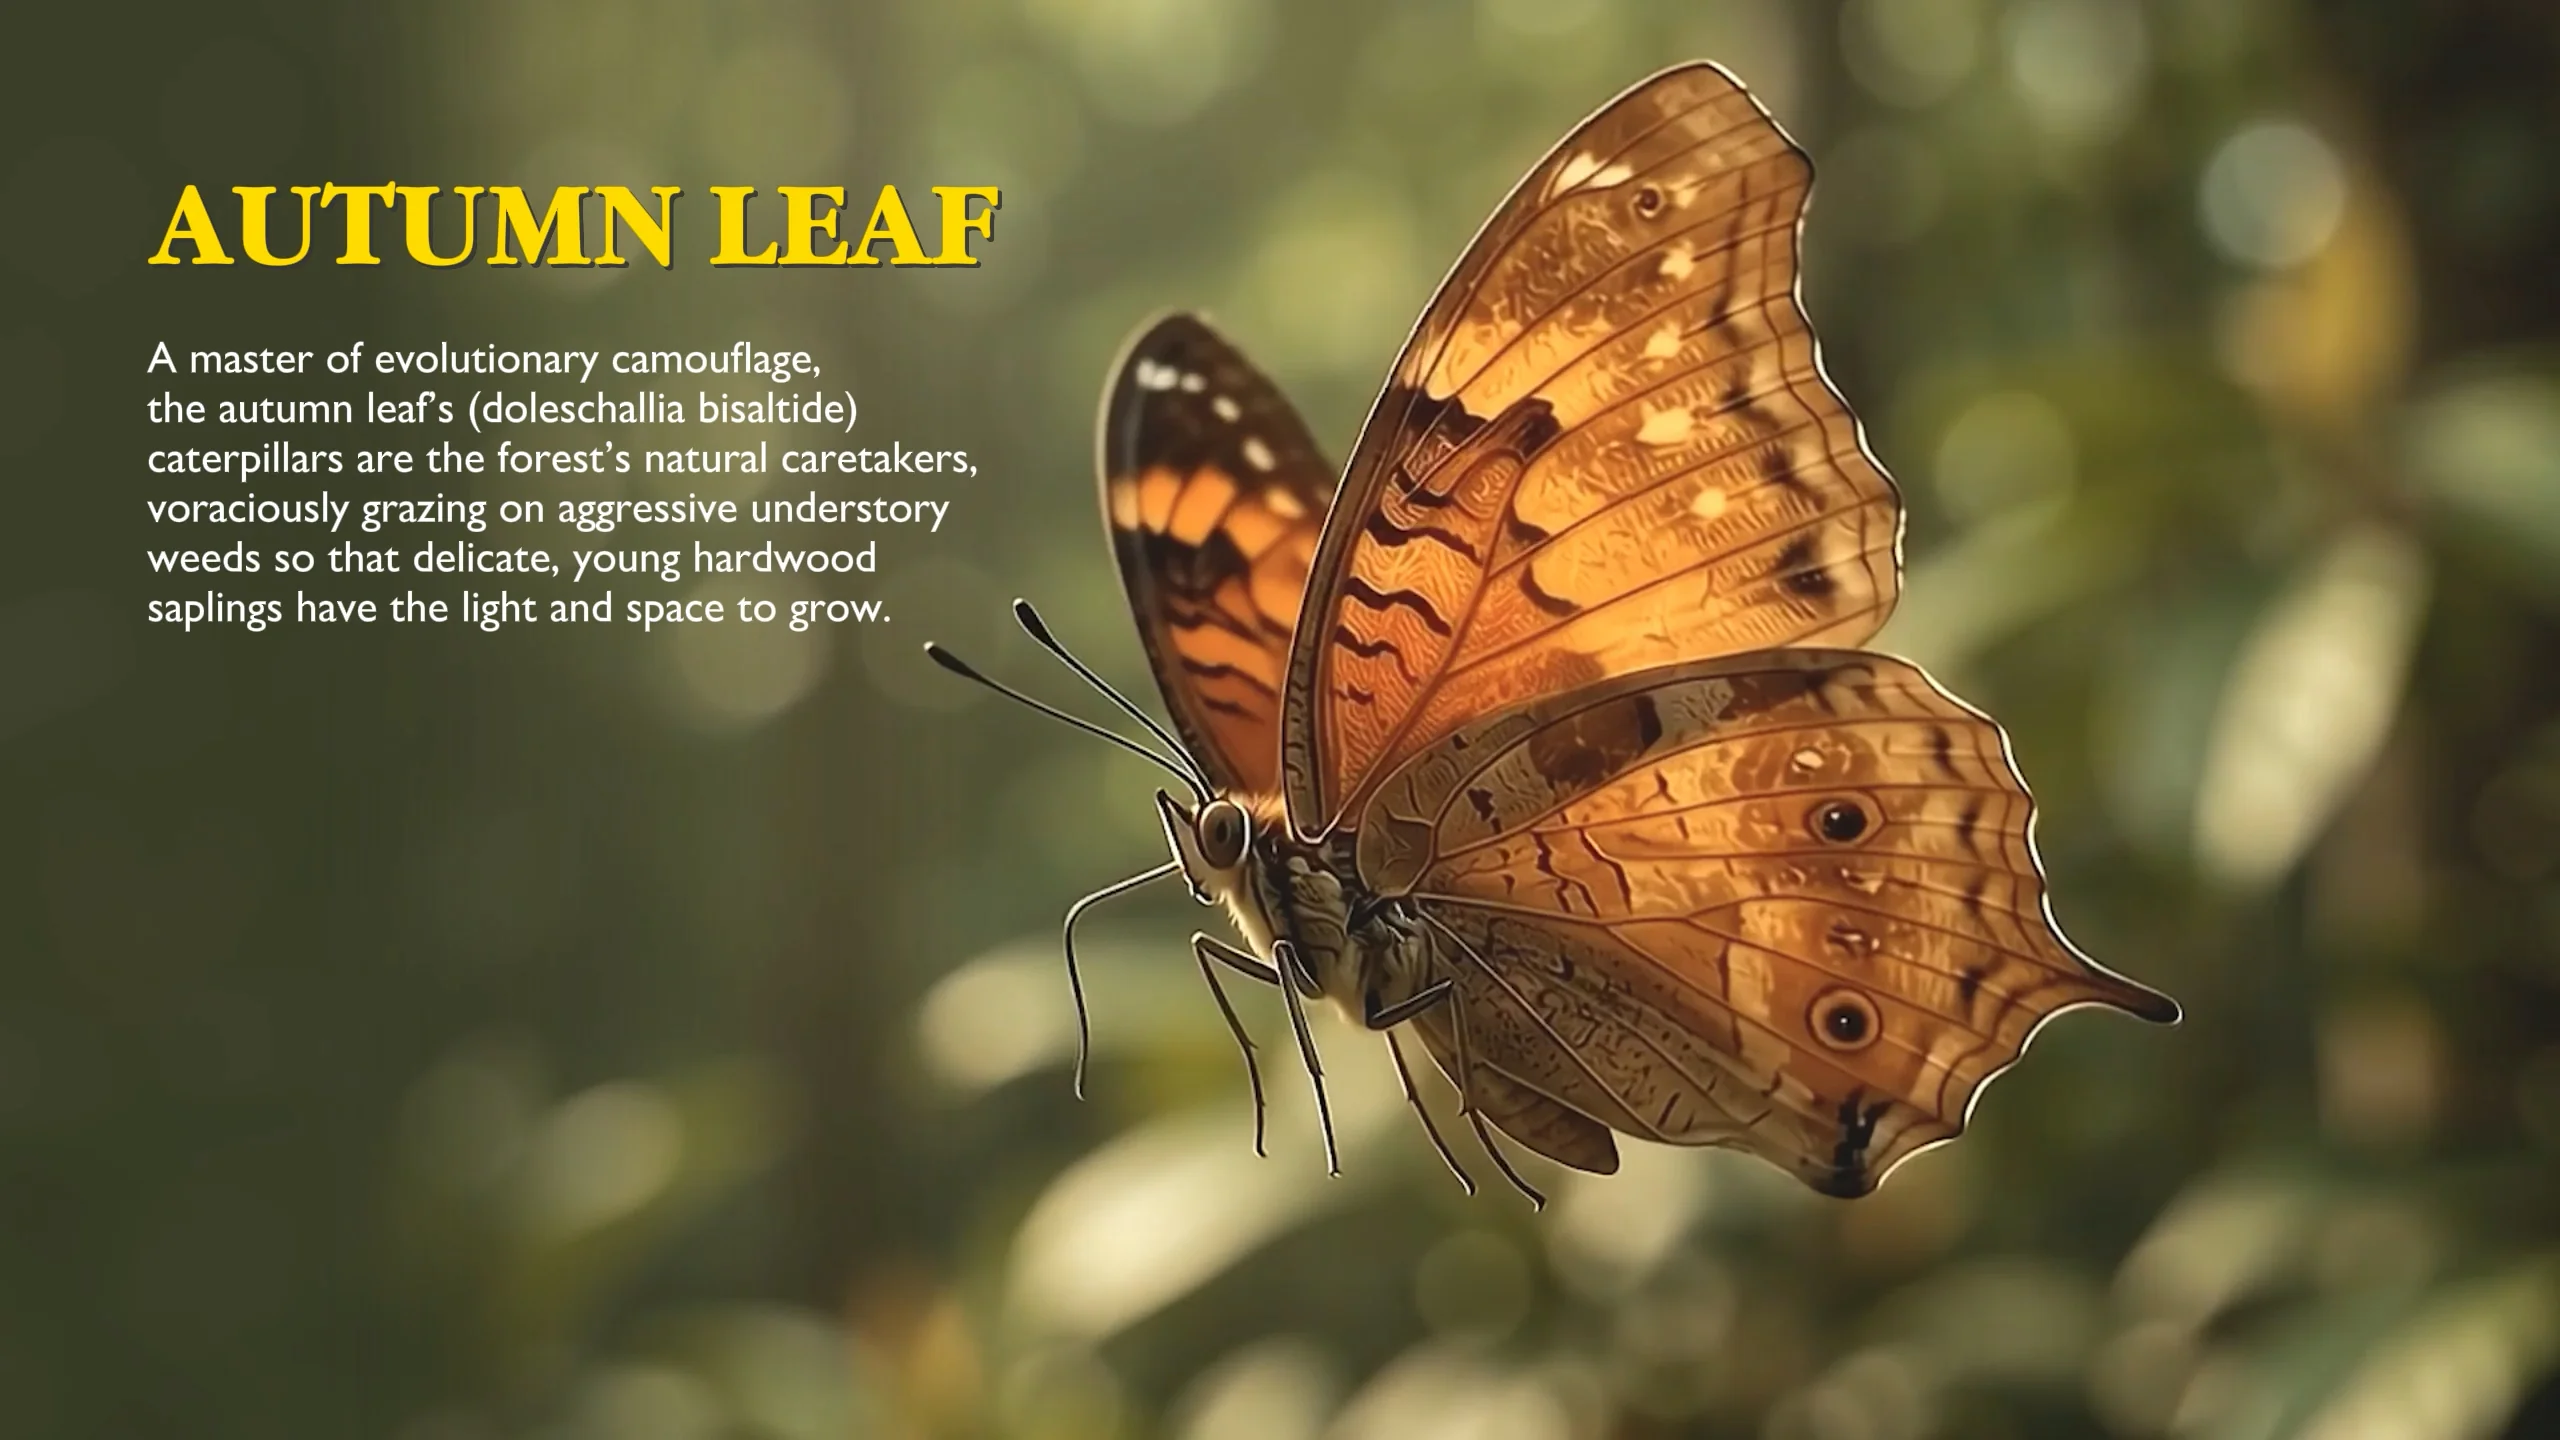 AUTUMN LEAF
A master of evolutionary camouflage,
the autumn leaf’s (doleschallia bisaltide)
caterpillars are the forest’s natural caretakers,
voraciously grazing on aggressive understory
weeds so that delicate, young hardwood
saplings have the light and space to grow.